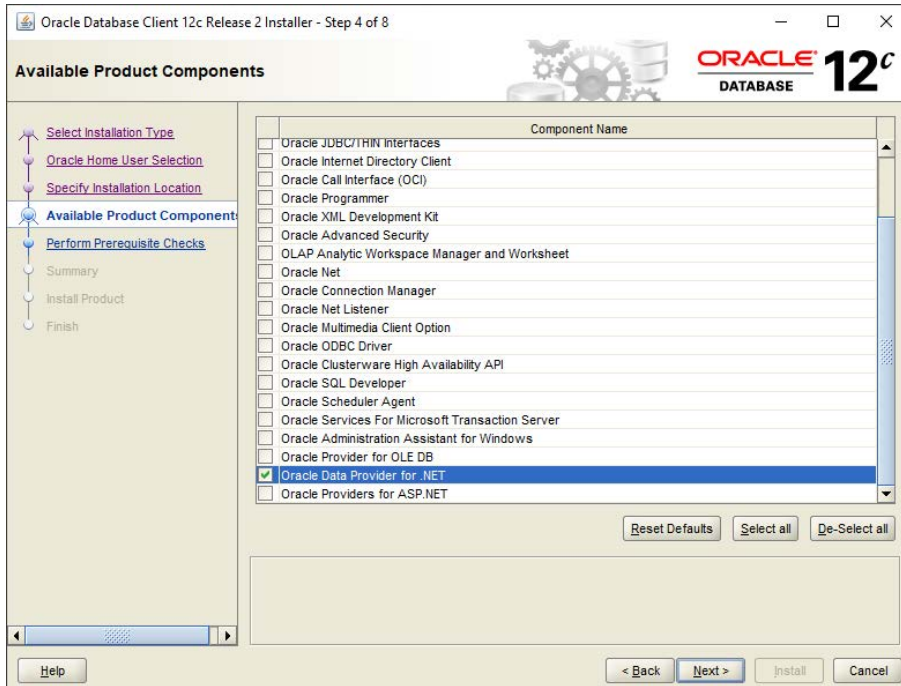 Oracle Database Client 12c Release 2 Installer - Step 4 of 8
Available Product Components
ORACLE
DATABASE
12c
Select Installation Type
Oracle Home User Selection
Specify Installation Location
Available Product Components
Perform Prerequisite Checks
Summary
Install Product
Finish
Component Name
Oracle JDBC/THIN Interfaces
Oracle Internet Directory Client
Oracle Call Interface (OCI)
Oracle Programmer
Oracle XML Development Kit
Oracle Advanced Security
OLAP Analytic Workspace Manager and Worksheet
Oracle Net
Oracle Connection Manager
Oracle Net Listener
Oracle Multimedia Client Option
Oracle ODBC Driver
Oracle Clusterware High Availability API
Oracle SQL Developer
Oracle Scheduler Agent
Oracle Services For Microsoft Transaction Server
Oracle Administration Assistant for Windows
Oracle Provider for OLE DB
Oracle Data Provider for .NET
Oracle Providers for ASP.NET
Reset Defaults
Select all
De-Select all
Help
< Back
Next >
Install
Cancel